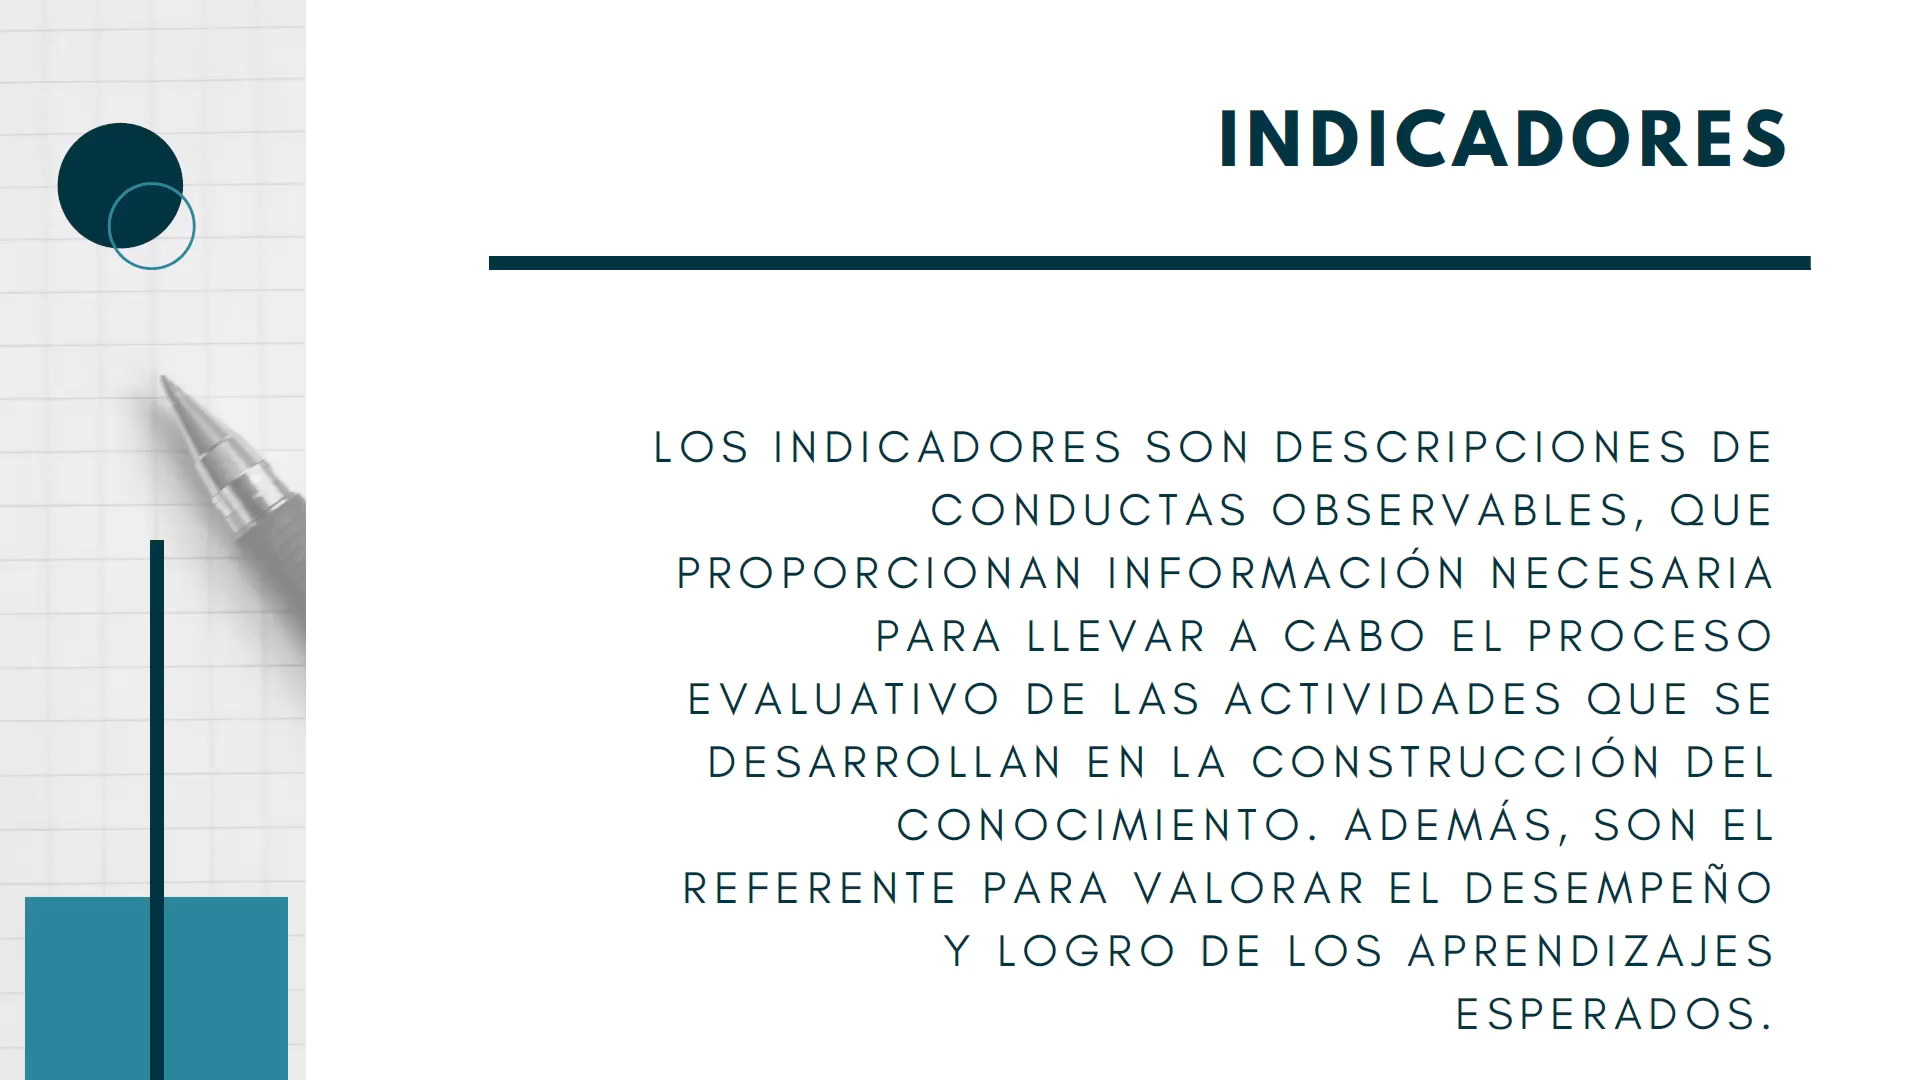 INDICADORES
LOS INDICADORES SON DESCRIPCIONES DE
CONDUCTAS OBSERVABLES, QUE
PROPORCIONAN INFORMACIÓN NECESARIA
PARA LLEVAR A CABO EL PROCESO
EVALUATIVO DE LAS ACTIVIDADES QUE SE
DESARROLLAN EN LA CONSTRUCCIÓN DEL
CONOCIMIENTO. ADEMÁS, SON EL
REFERENTE PARA VALORAR EL DESEMPEÑO
Y LOGRO DE LOS APRENDIZAJES
ESPERADOS.